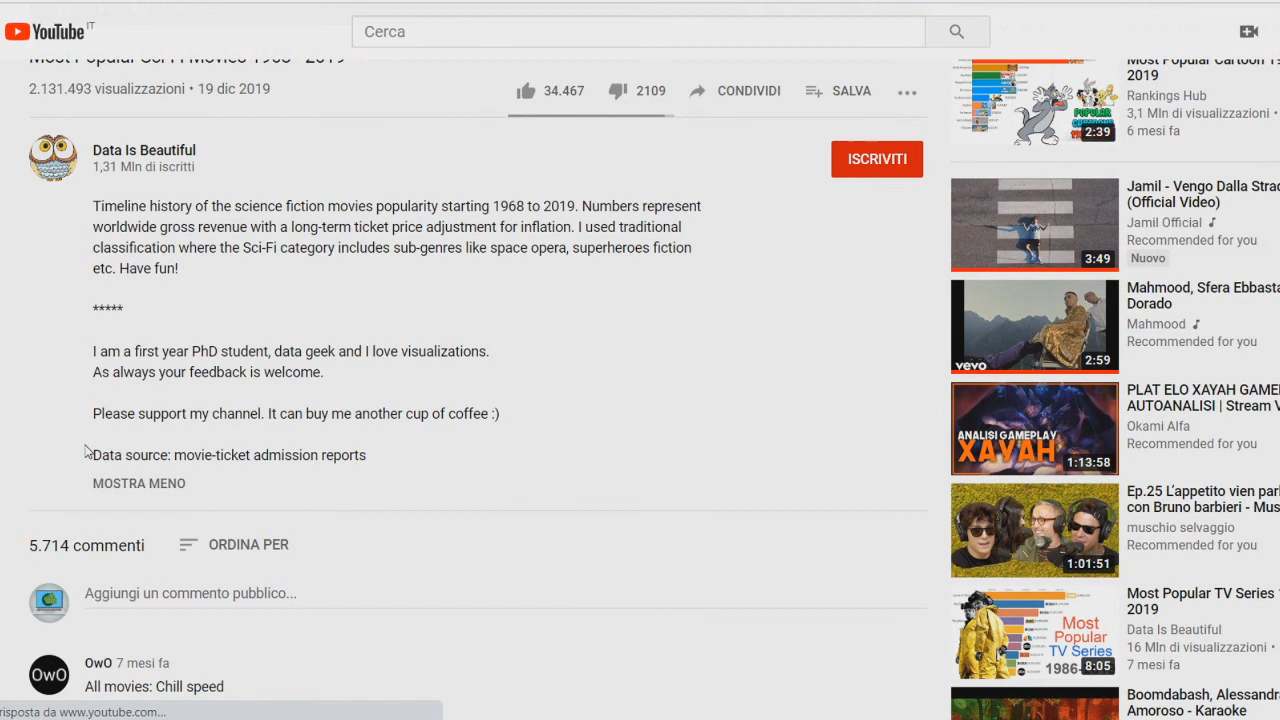 YouTube IT
Cerca
Most Popular Sci-Fi Movies 1968 - 2019
2.131.493 visualizzazioni • 19 dic 2019
34.467
2109
CONDIVIDI
SALVA
Data Is Beautiful
1,31 Mln di iscritti
ISCRIVITI
Timeline history of the science fiction movies popularity starting 1968 to 2019. Numbers represent
worldwide gross revenue with a long-term ticket price adjustment for inflation. I used traditional
classification where the Sci-Fi category includes sub-genres like space opera, superheroes fiction
etc. Have fun!
*****
I am a first year PhD student, data geek and I love visualizations.
As always your feedback is welcome.
Please support my channel. It can buy me another cup of coffee :)
Data source: movie-ticket admission reports
MOSTRA MENO
5.714 commenti
ORDINA PER
Aggiungi un commento pubblico...
OwO 7 mesi fa
OwO
All movies: Chill speed
risposta da www.youtube.com...
POPULAR
2:39
Most Popular Cartoon
2019
Rankings Hub
3,1 Mln di visualizzazioni •
6 mesi fa
3:49
Jamil - Vengo Dalla Strad
(Official Video)
Jamil Official
Recommended for you
Nuovo
vevo
2:59
Mahmood, Sfera Ebbasta
Dorado
Mahmood
Recommended for you
ANALISI GAMEPLAY
XAYAH
1:13:58
PLAT ELO XAYAH GAME
AUTOANALISI | Stream V
Okami Alfa
Recommended for you
1:01:51
Ep.25 L'appetito vien parl
con Bruno barbieri - Mus
muschio selvaggio
Recommended for you
Most
Popular
TV Series
1986-
8:05
Most Popular TV Series 1
2019
Data Is Beautiful
16 Mln di visualizzazioni •
7 mesi fa
Boomdabash, Alessandra
Amoroso - Karaoke